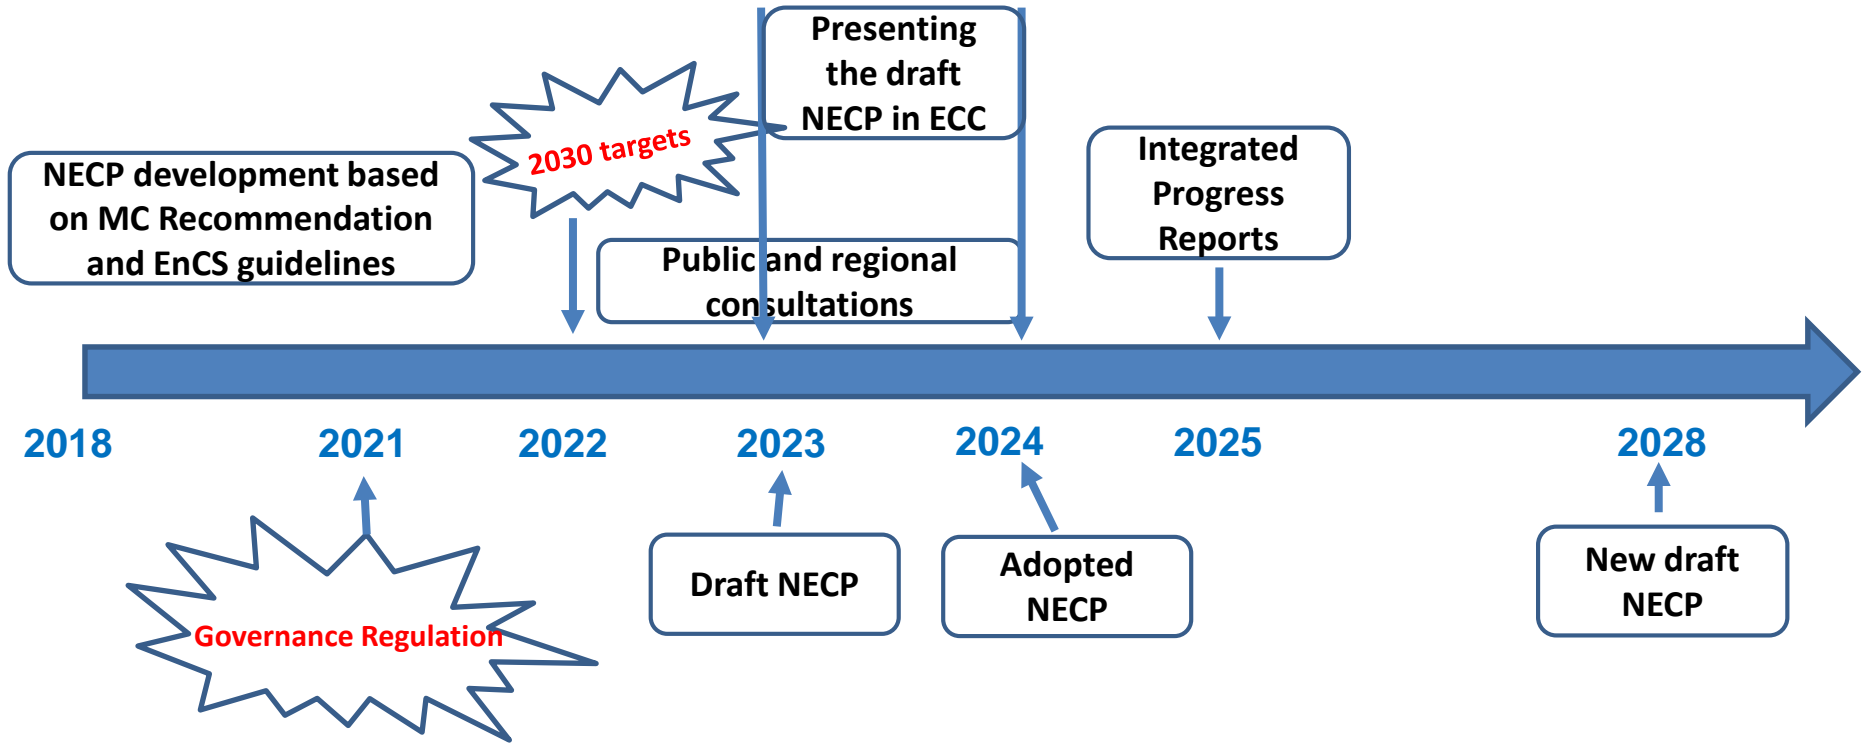 Presenting
the draft
NECP in ECC
2030 targets
NECP development based
on MC Recommendation
and EnCS guidelines
Integrated
Progress
Reports
Public and regional
consultations
2018
2021
2022
2023
2024
2025
2028
Governance Regulation
Draft NECP
Adopted
NECP
New draft
NECP